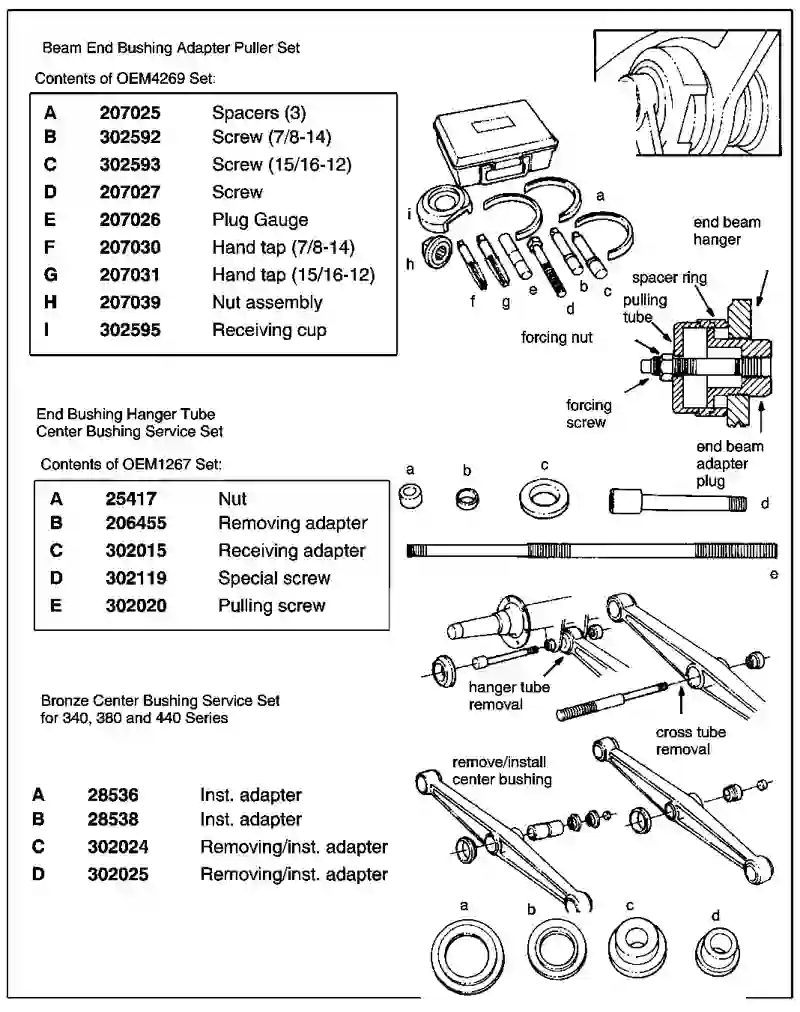 Beam End Bushing Adapter Puller Set
Contents of OEM4269 Set:
A 207025 Spacers (3)
B 302592 Screw (7/8-14)
C 302593 Screw (15/16-12)
D 207027 Screw
E 207026 Plug Gauge
F 207030 Hand tap (7/8-14)
G 207031 Hand tap (15/16-12)
H 207039 Nut assembly
I 302595 Receiving cup
i
a
h
f
g
e
d
b
c
end beam
hanger
spacer ring
pulling
tube
forcing nut
forcing
screw
end beam
adapter
plug
End Bushing Hanger Tube
Center Bushing Service Set
Contents of OEM1267 Set:
A 25417 Nut
B 206455 Removing adapter
C 302015 Receiving adapter
D 302119 Special screw
E 302020 Pulling screw
a
b
c
d
e
hanger tube
removal
cross tube
removal
Bronze Center Bushing Service Set
for 340, 380 and 440 Series
remove/install
center bushing
A 28536 Inst. adapter
B 28538 Inst. adapter
C 302024 Removing/inst. adapter
D 302025 Removing/inst. adapter
a
b
c
d